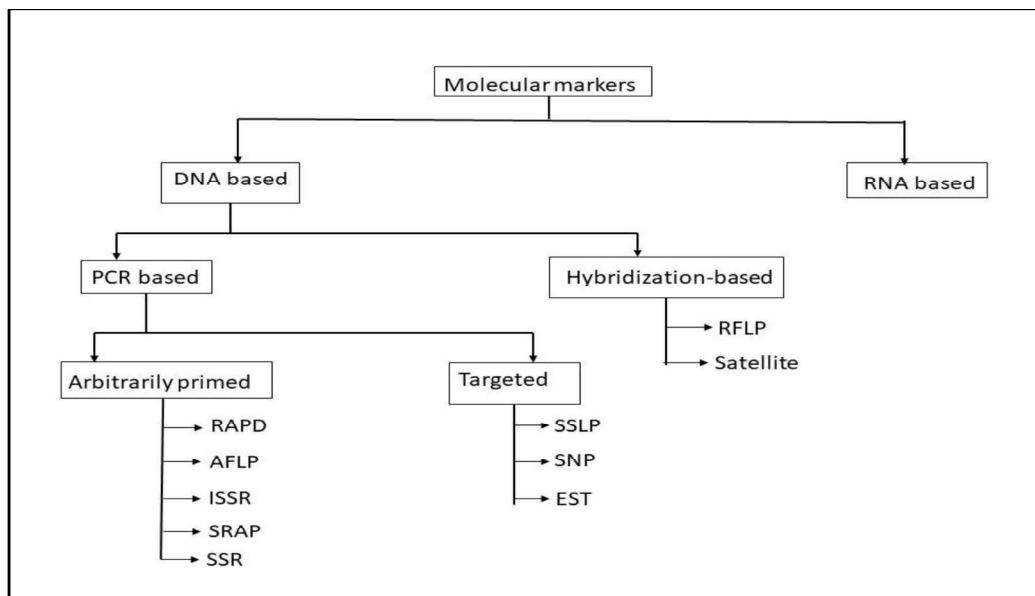 Molecular markers
DNA based
RNA based
PCR based
Hybridization-based
RFLP
Satellite
Arbitrarily primed
Targeted
RAPD
AFLP
ISSR
SRAP
SSR
SSLP
SNP
EST